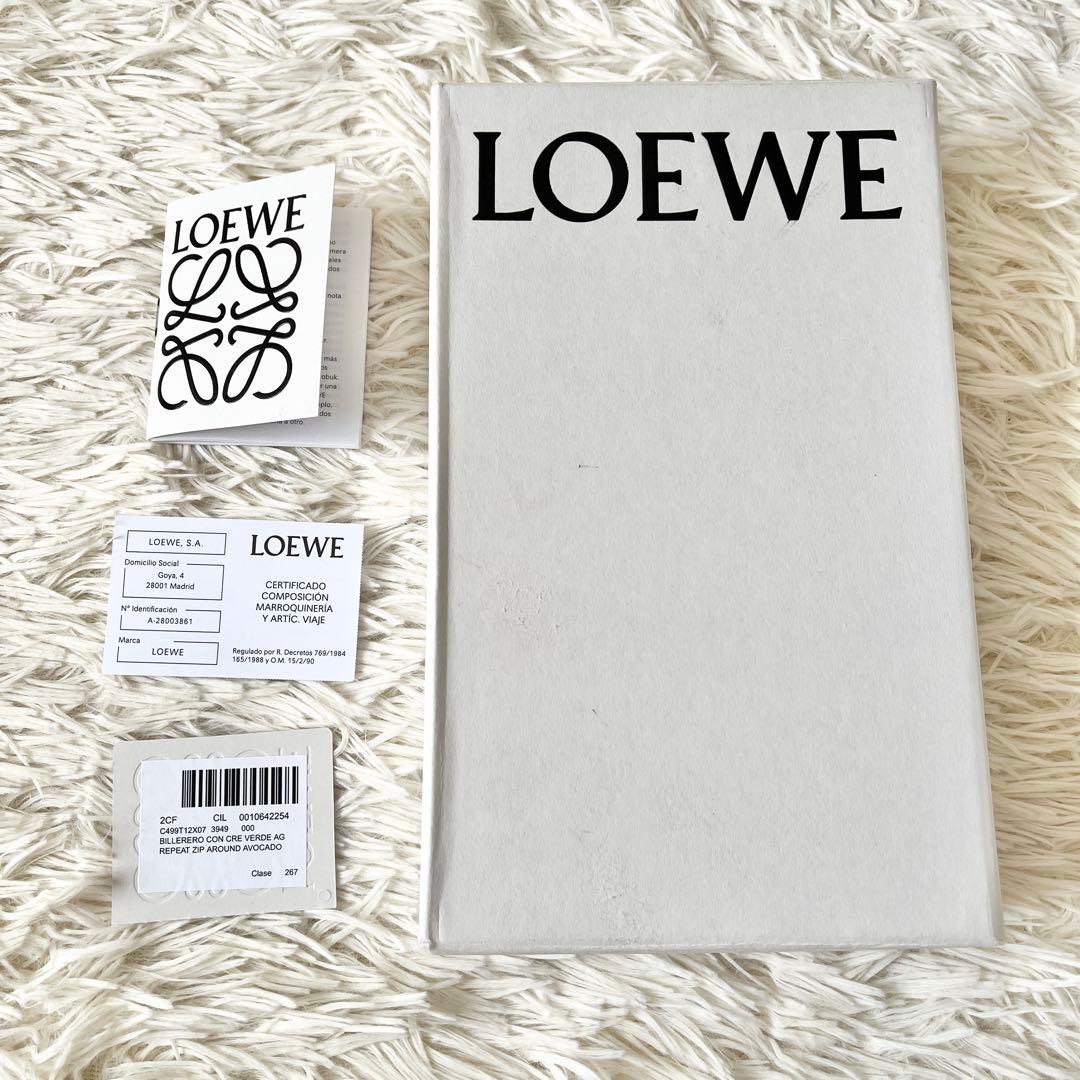 LOEWE
LOEWE
mera
ales
dos
nota
más
obuk.
una
plo,
dos
a otro
LOEWE, S.A.
Domicilio Social
Goya, 4
28001 Madrid
Nº Identificación
A-28003861
Marca
LOEWE
LOEWE
CERTIFICADO
COMPOSICIÓN
MARROQUINERÍA
Y ARTÍC. VIAJE
Regulado por R. Decretos 769/1984
165/1988 y O.M. 15/2/90
2CF CIL 0010642254
C499T12X07 3949 000
BILLERERO CON CRE VERDE AG
REPEAT ZIP AROUND AVOCADO
Clase 267